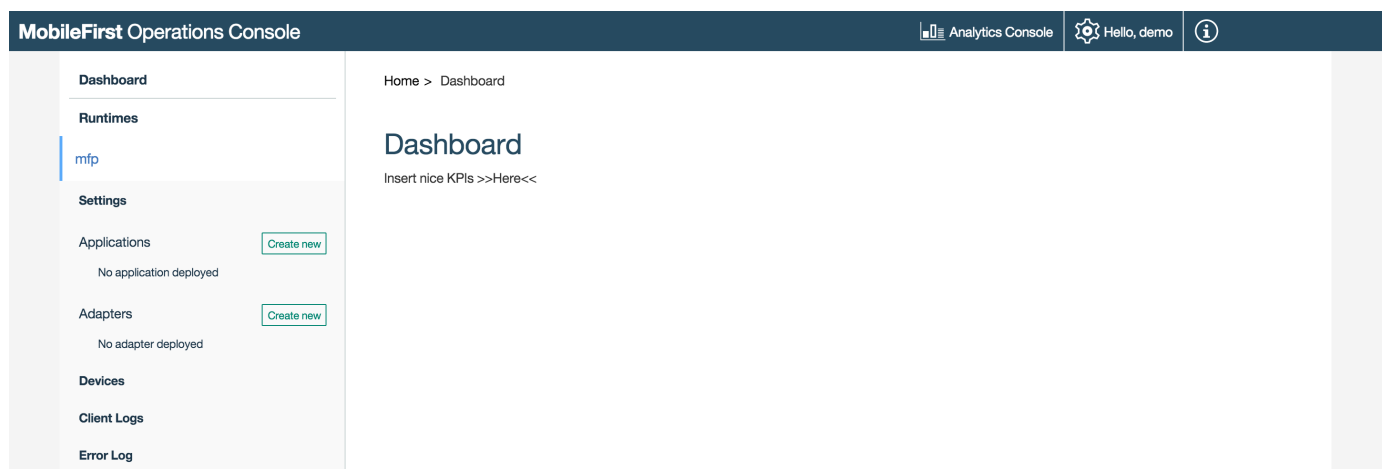 MobileFirst Operations Console
Analytics Console
Hello, demo
Dashboard
Runtimes
mfp
Settings
Applications
Create new
No application deployed
Adapters
Create new
No adapter deployed
Devices
Client Logs
Error Log
Home > Dashboard
Dashboard
Insert nice KPIs >>Here<<